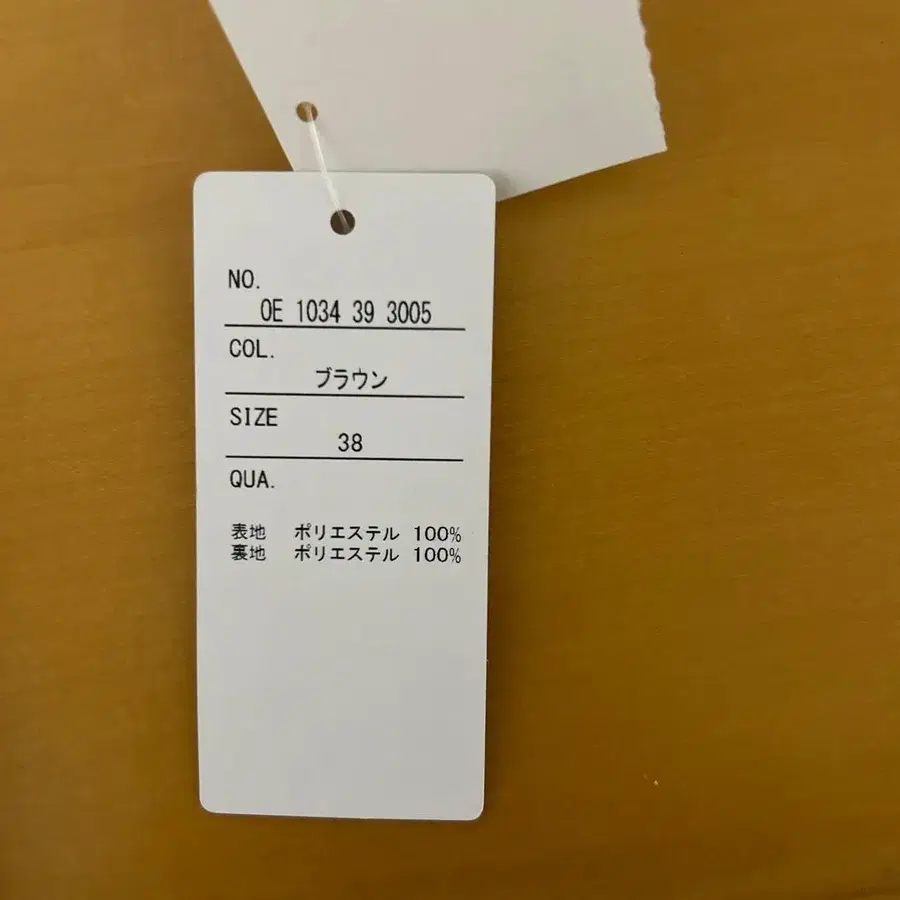 NO.
0E 1034 39 3005
COL.
ブラウン
SIZE
38
QUA.
表地 ポリエステル 100%
裏地 ポリエステル 100%